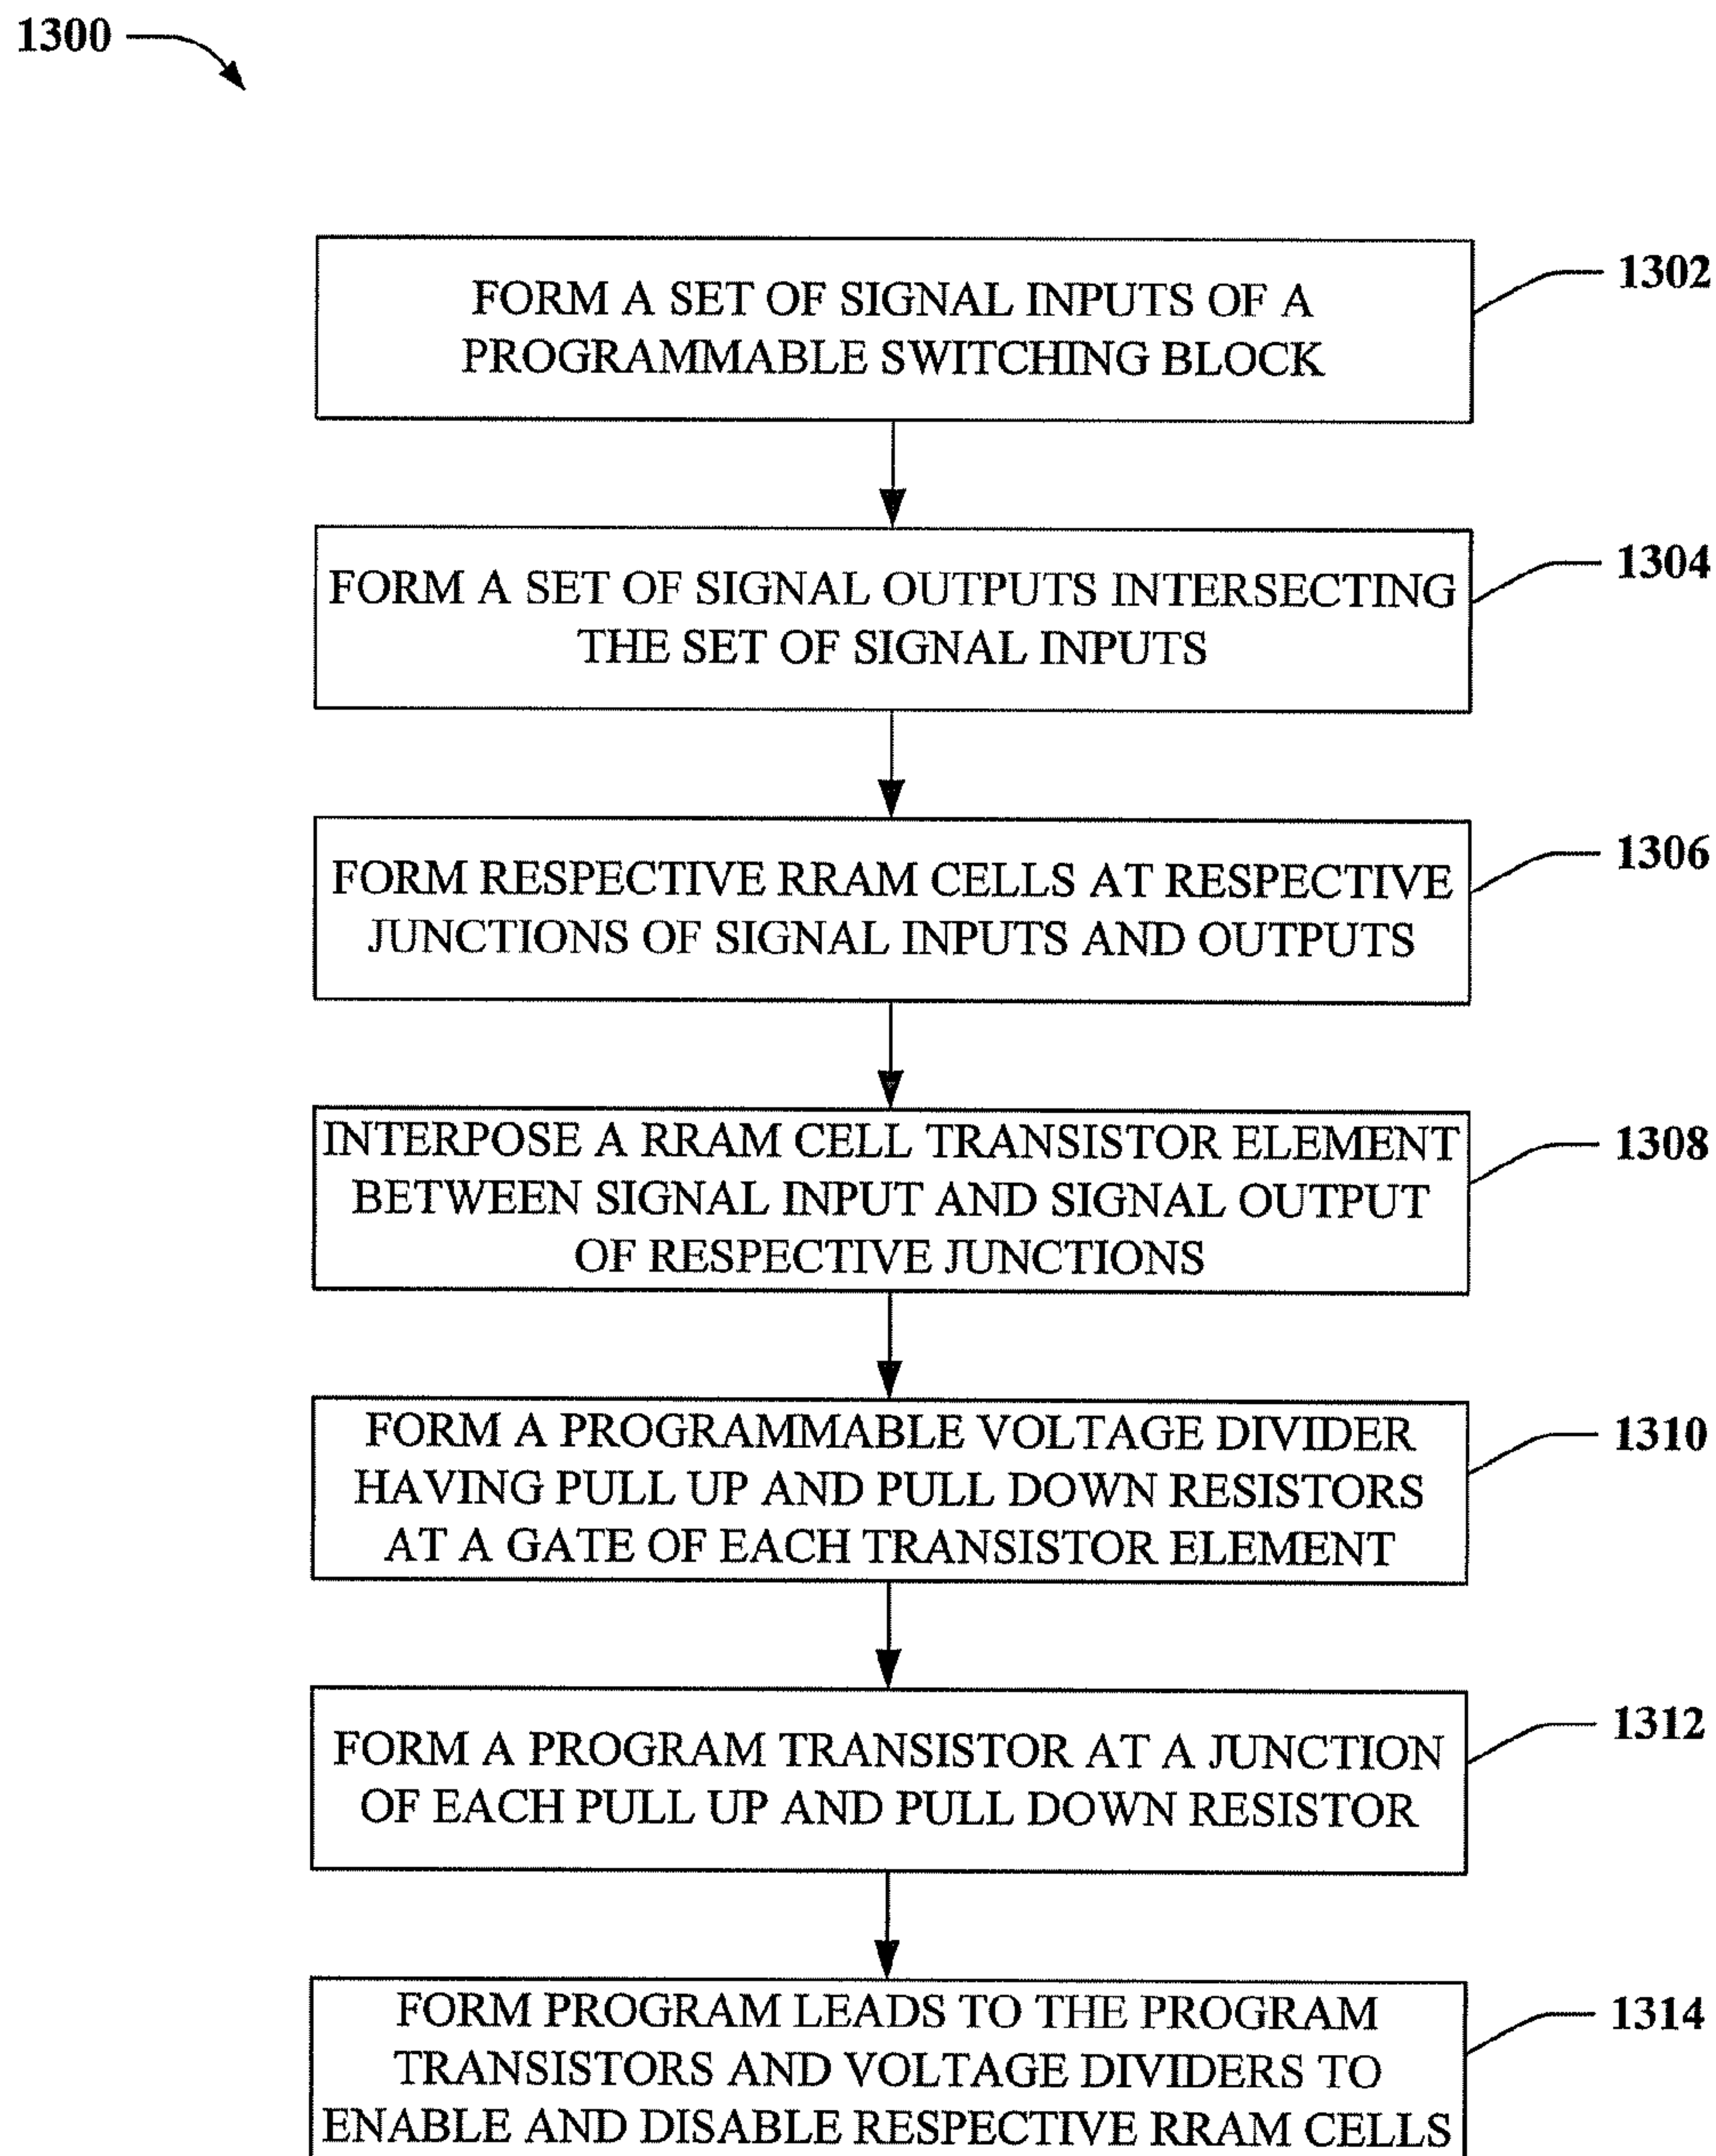 1300
FORM A SET OF SIGNAL INPUTS OF A
PROGRAMMABLE SWITCHING BLOCK
1302
FORM A SET OF SIGNAL OUTPUTS INTERSECTING
THE SET OF SIGNAL INPUTS
1304
FORM RESPECTIVE RRAM CELLS AT RESPECTIVE
JUNCTIONS OF SIGNAL INPUTS AND OUTPUTS
1306
INTERPOSE A RRAM CELL TRANSISTOR ELEMENT
BETWEEN SIGNAL INPUT AND SIGNAL OUTPUT
OF RESPECTIVE JUNCTIONS
1308
FORM A PROGRAMMABLE VOLTAGE DIVIDER
HAVING PULL UP AND PULL DOWN RESISTORS
AT A GATE OF EACH TRANSISTOR ELEMENT
1310
FORM A PROGRAM TRANSISTOR AT A JUNCTION
OF EACH PULL UP AND PULL DOWN RESISTOR
1312
FORM PROGRAM LEADS TO THE PROGRAM
TRANSISTORS AND VOLTAGE DIVIDERS TO
ENABLE AND DISABLE RESPECTIVE RRAM CELLS
1314